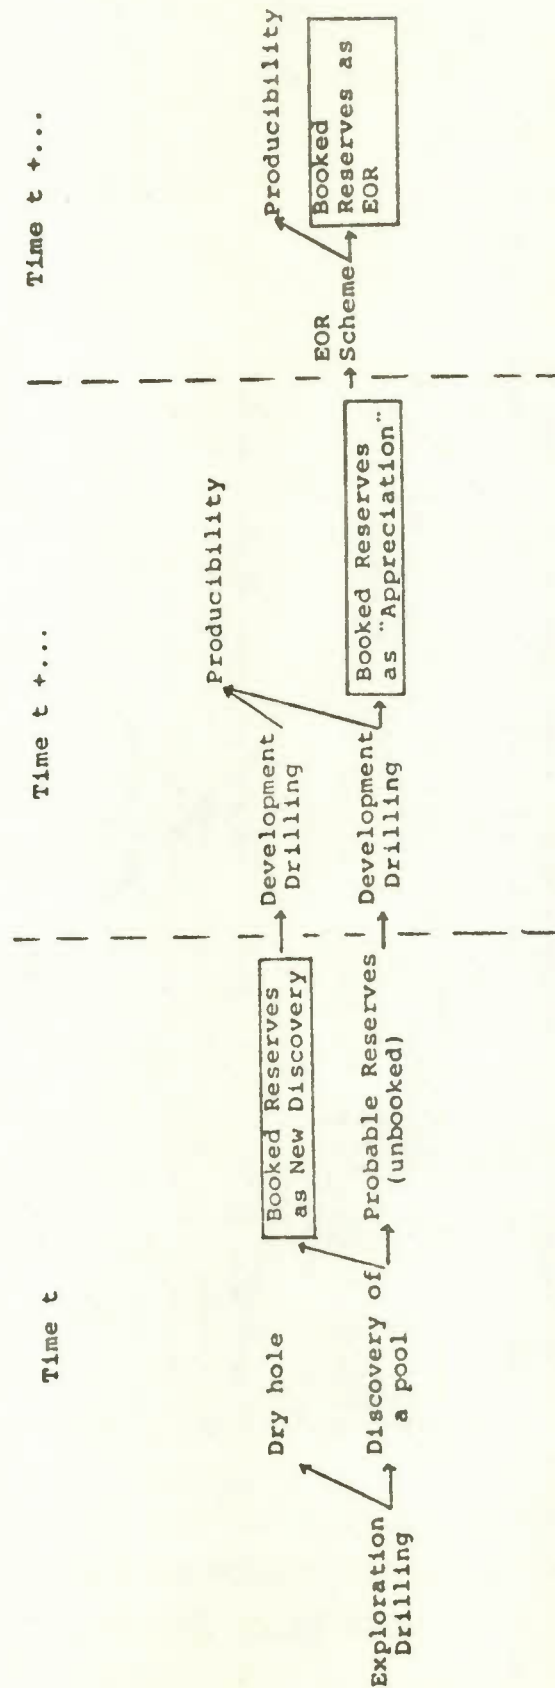 Time t
Time t +...
Time t +...
Exploration
Drilling
Dry hole
Discovery of
a pool
Booked Reserves
as New Discovery
Probable Reserves
(unbooked)
Development
Drilling
Development
Drilling
Producibility
Booked Reserves
as "Appreciation"
EOR
Scheme
Producibility
Booked
Reserves as
EOR